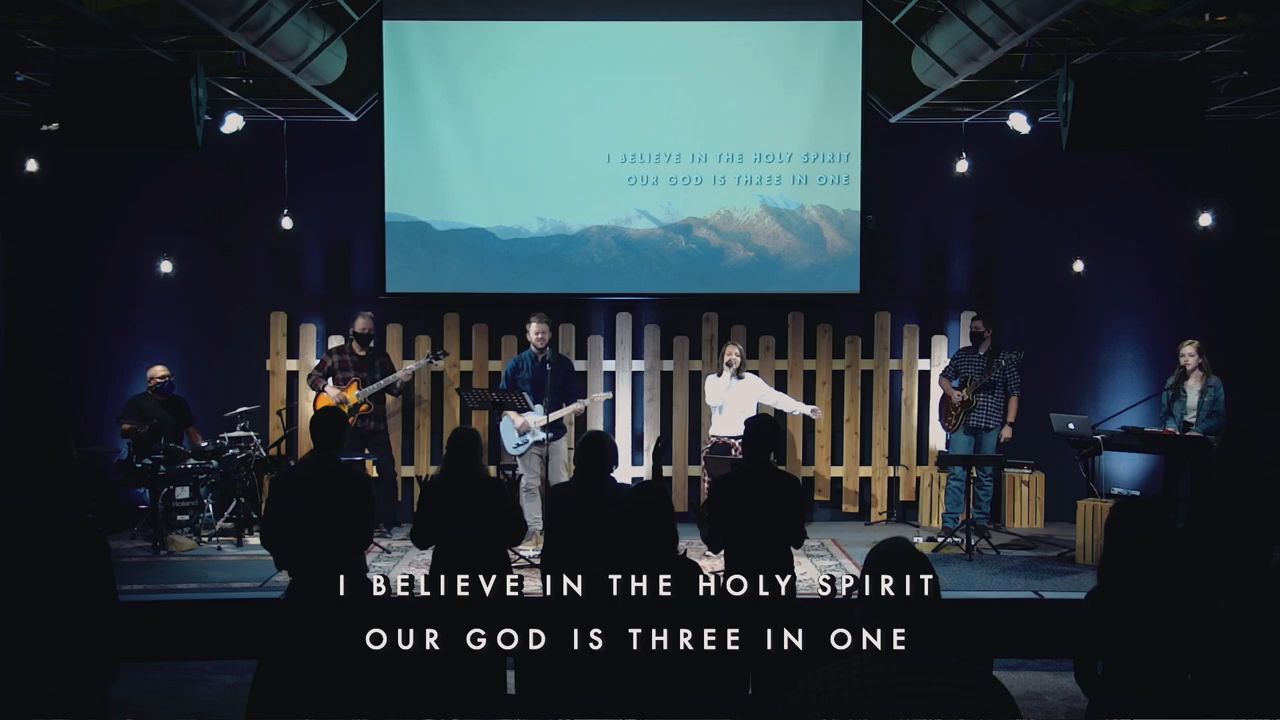 I BELIEVE IN THE HOLY SPIRIT
OUR GOD IS THREE IN ONE
Roland
I BELIEVE IN THE HOLY SPIRIT
OUR GOD IS THREE IN ONE